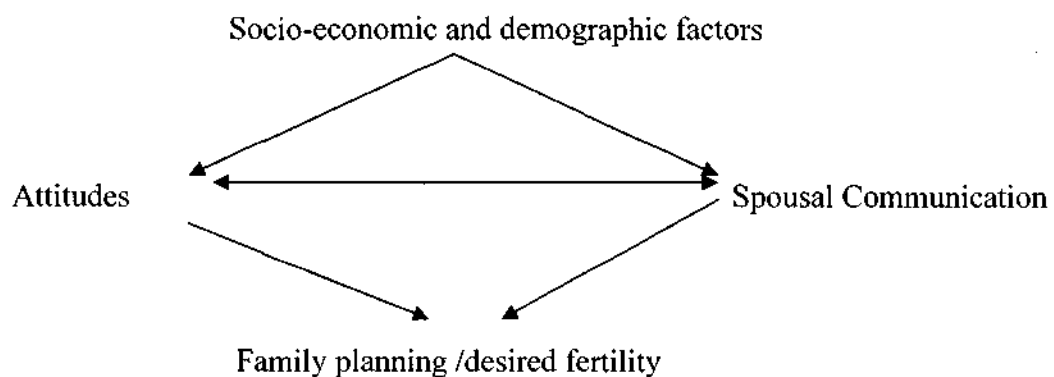 Socio-economic and demographic factors
Attitudes
Spousal Communication
Family planning /desired fertility